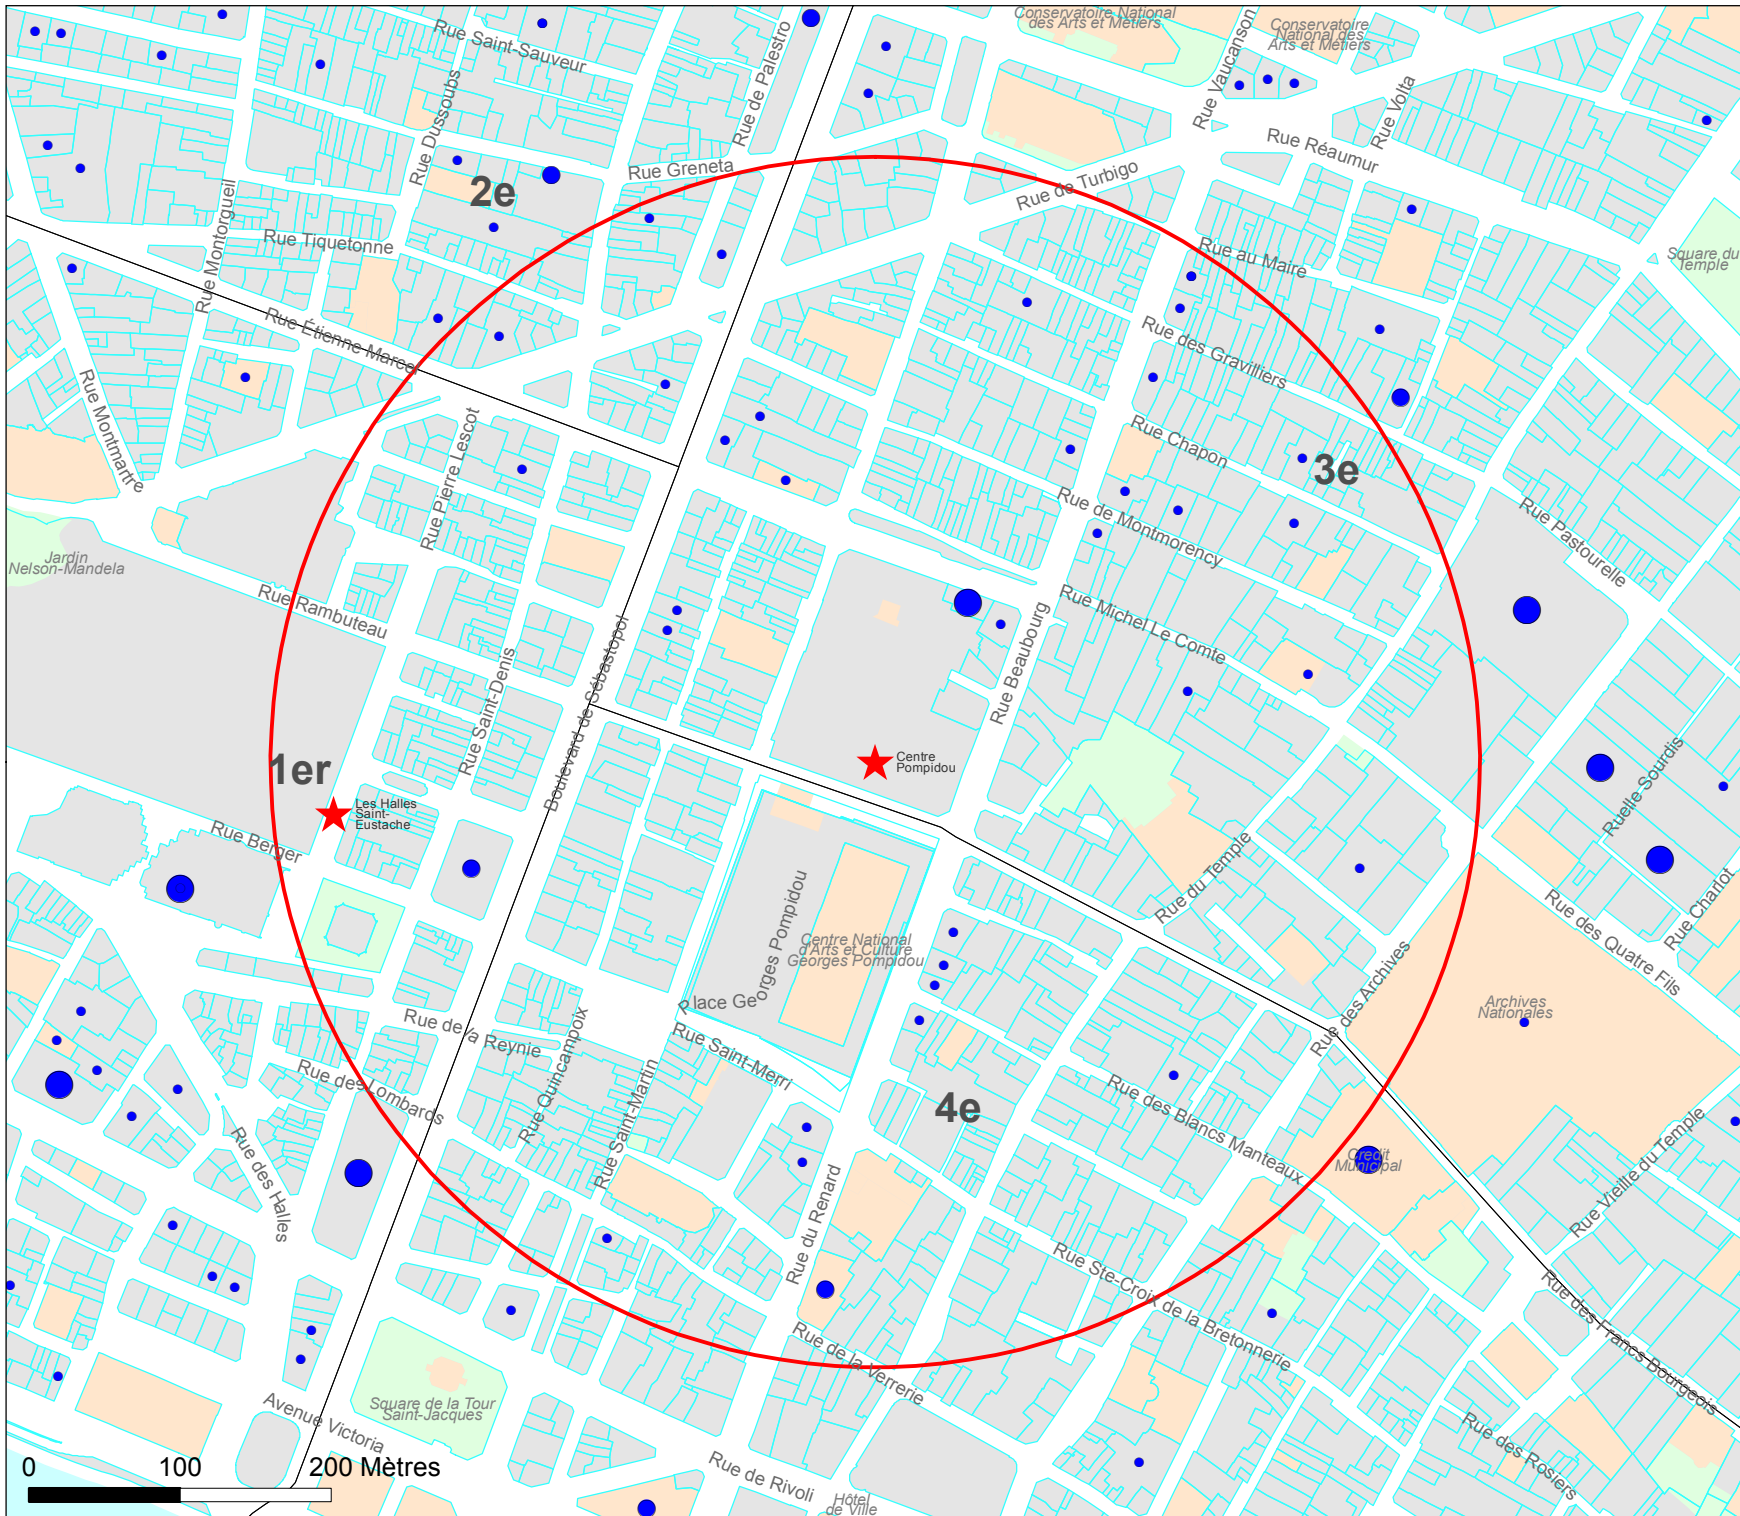 Conservatoire National
des Arts et Métiers
Conservatoire
National des
Arts et Métiers
Rue Saint-Sauveur
Rue de Palestro
Rue Vaucanson
Rue Volta
Rue Dussoubs
Rue Réaumur
Rue Greneta
Rue de Turbigo
2e
Rue Montorgueil
Rue Tiquetonne
Rue au Maire
Square du
Temple
Rue Étienne Marcel
Rue des Gravilliers
Rue Montmartre
Rue Pierre Lescot
Rue Chapon
3e
Rue de Montmorency
Rue Pastourelle
Jardin
Nelson-Mandela
Rue Rambuteau
Rue Michel Le Comte
Rue Beaubourg
Rue Saint-Denis
Boulevard de Sébastopol
1er
Centre
Pompidou
Ruelle Sourdis
Les Halles
Saint-
Eustache
Rue Berger
Rue du Temple
Rue Charlot
Rue des Quatre Fils
Place Georges Pompidou
Centre National
d'Arts et Culture
Georges Pompidou
Rue des Archives
Archives
Nationales
Rue de la Reynie
Rue Quincampoix
Rue Saint-Merri
Rue des Lombards
Rue Saint-Martin
4e
Rue des Blancs Manteaux
Credit
Municipal
Rue Vieille du Temple
Rue des Halles
Rue du Renard
Rue Ste-Croix de la Bretonnerie
Rue des Francs Bourgeois
Rue de la Verrerie
Square de la Tour
Saint-Jacques
Avenue Victoria
Rue des Rosiers
Rue de Rivoli
Hôtel
de Ville
0 100 200 Mètres